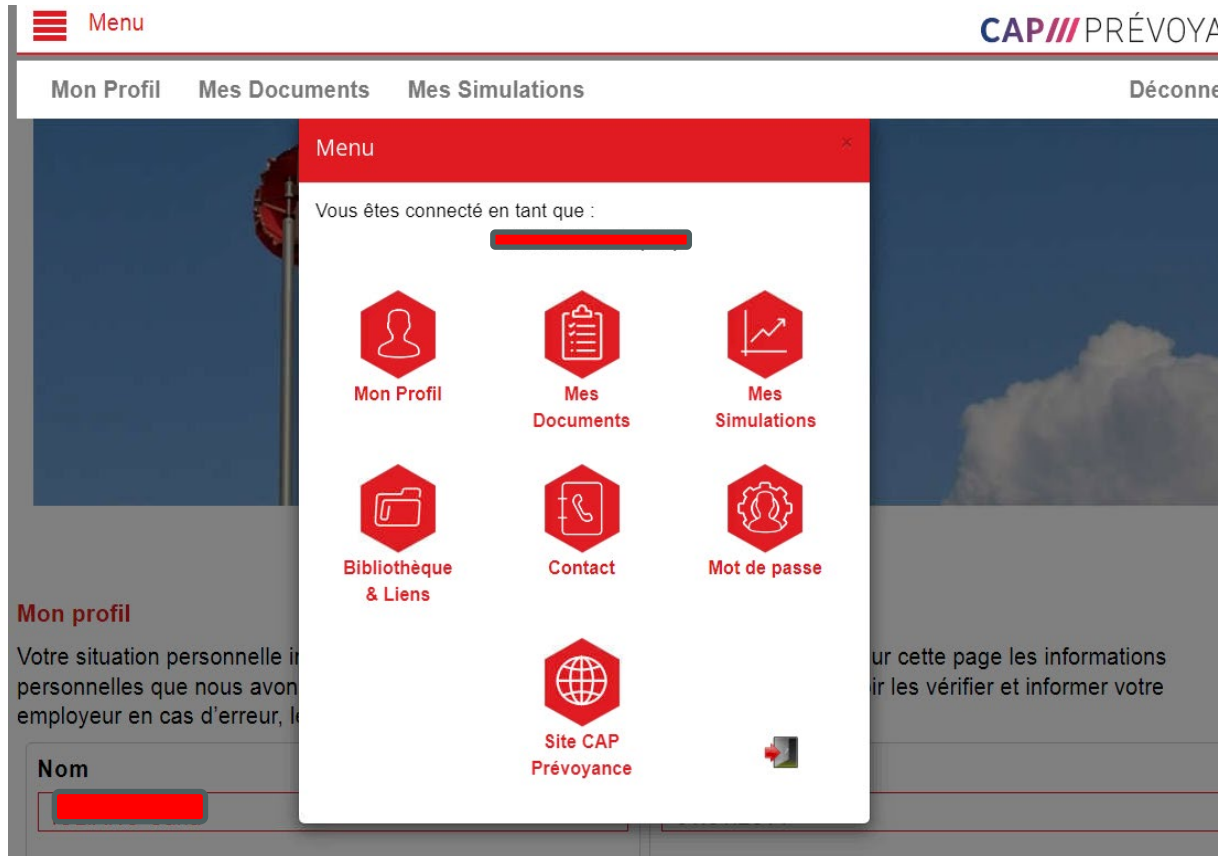 Menu
CAP PRÉVOYA
Mon Profil Mes Documents Mes Simulations Déconne
Menu ×
Vous êtes connecté en tant que :
Mon Profil
Mes
Documents
Mes
Simulations
Bibliothèque
& Liens
Contact
Mot de passe
Site CAP
Prévoyance
Mon profil
Votre situation personnelle ur cette page les informations
personnelles que nous avon les vérifier et informer votre
employeur en cas d’erreur,
Nom